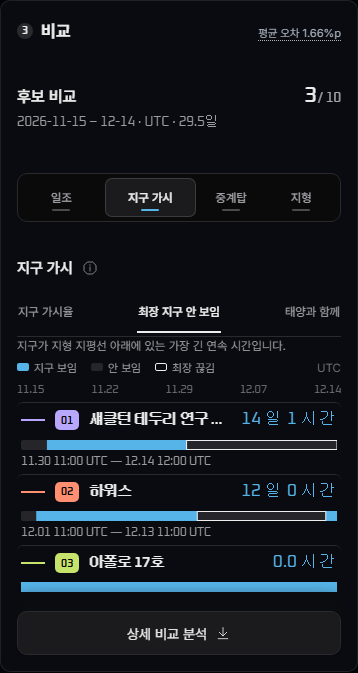 3 비교
평균 오차 1.66%p
후보 비교
3 / 10
2026-11-15 – 12-14 · UTC · 29.5일
일조
지구 가시
중계탑
지형
지구 가시
지구 가시율
최장 지구 안 보임
태양과 함께
지구가 지형 지평선 아래에 있는 가장 긴 연속 시간입니다.
지구 보임 안 보임 최장 끊김 UTC
11.15 11.22 11.29 12.07 12.14
01 섀클턴 테두리 연구 ... 14 일 1 시간
11.30 11:00 UTC — 12.14 12:00 UTC
02 하워스 12 일 0 시간
12.01 11:00 UTC — 12.13 11:00 UTC
03 아폴로 17호 0.0 시간
상세 비교 분석